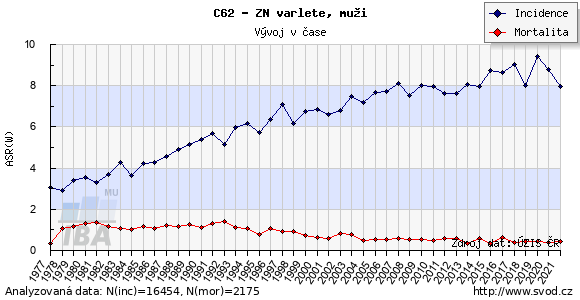 C62 - ZN varlete, muži
Vývoj v čase
Incidence
Mortalita
ASR(W)
10
8
6
4
2
0
MU
IBA
Zdroj dat: ÚZIS ČR
1977 1978 1979 1980 1981 1982 1983 1984 1985 1986 1987 1988 1989 1990 1991 1992 1993 1994 1995 1996 1997 1998 1999 2000 2001 2002 2003 2004 2005 2006 2007 2008 2009 2010 2011 2012 2013 2014 2015 2016 2017 2018 2019 2020 2021
Analyzovaná data: N(inc)=16454, N(mor)=2175
http://www.svod.cz